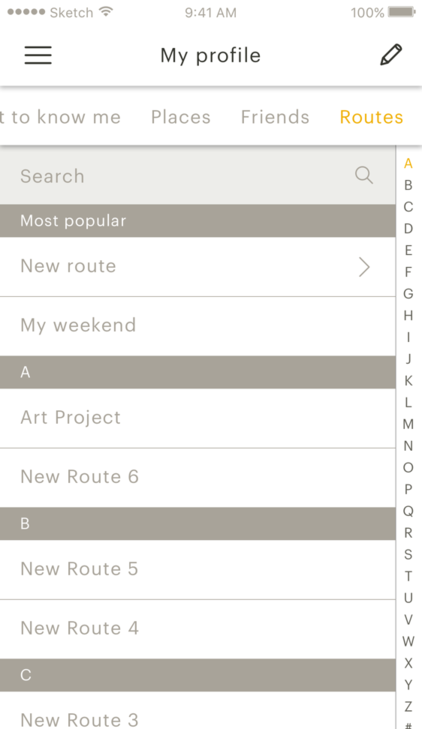 Sketch 9:41 AM 100%
My profile
t to know me Places Friends Routes
Search
Most popular
New route
My weekend
A
Art Project
New Route 6
B
New Route 5
New Route 4
C
New Route 3
A
B
C
D
E
F
G
H
I
J
K
L
M
N
O
P
Q
R
S
T
U
V
W
X
Y
Z
#